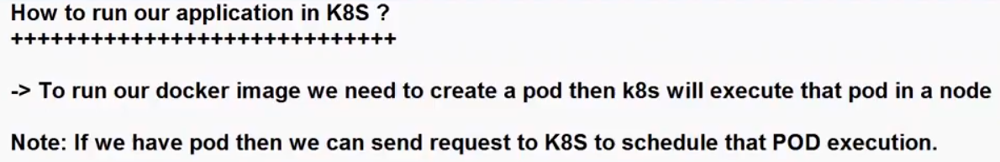 How to run our application in K8S ?
+++++++++++++++++++++++++++++
-> To run our docker image we need to create a pod then k8s will execute that pod in a node
Note: If we have pod then we can send request to K8S to schedule that POD execution.